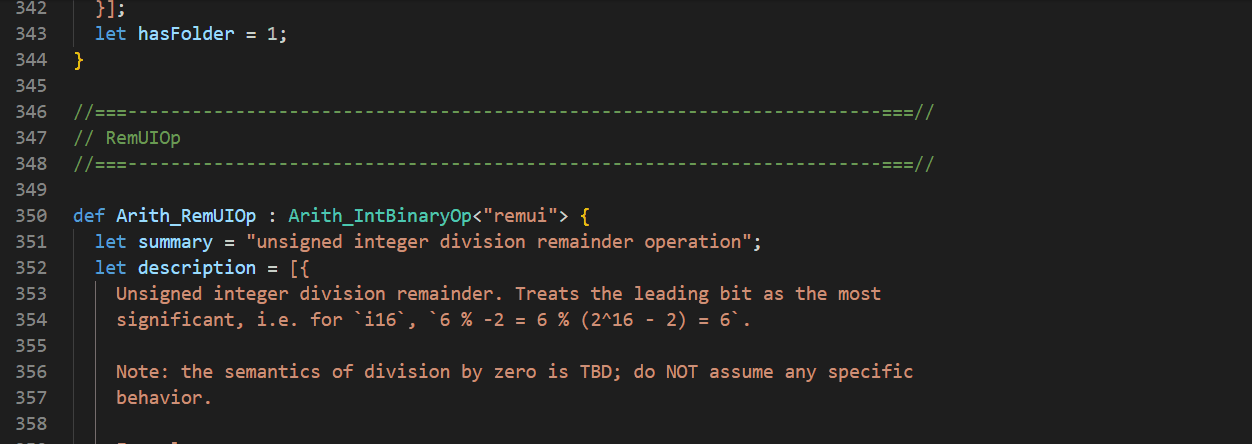 342   }];
343   let hasFolder = 1;
344 }
345
346 //===----------------------------------------------------------------------===//
347 // RemUIOp
348 //===----------------------------------------------------------------------===//
349
350 def Arith_RemUIOp : Arith_IntBinaryOp<"remui"> {
351   let summary = "unsigned integer division remainder operation";
352   let description = [{
353     Unsigned integer division remainder. Treats the leading bit as the most
354     significant, i.e. for `i16`, `6 % -2 = 6 % (2^16 - 2) = 6`.
355
356     Note: the semantics of division by zero is TBD; do NOT assume any specific
357     behavior.
358